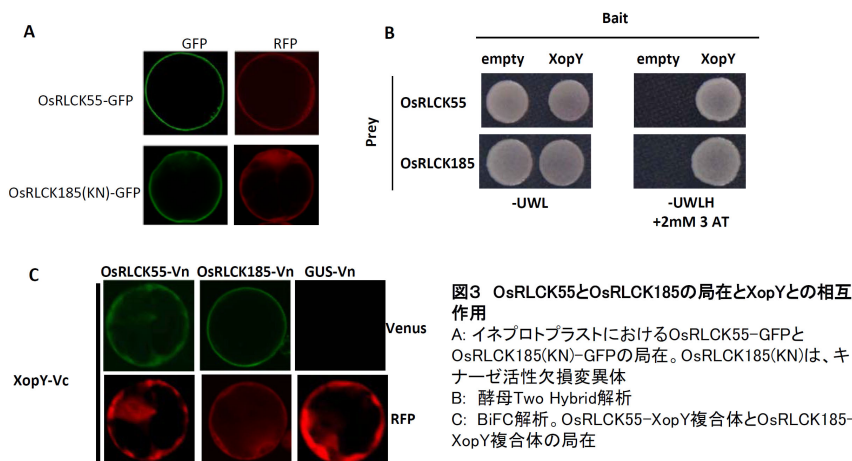 A
GFP RFP
OsRLCK55-GFP
OsRLCK185(KN)-GFP
B
Bait
empty XopY empty XopY
Prey
OsRLCK55
OsRLCK185
-UWL -UWLH
+2mM 3 AT
C
OsRLCK55-Vn OsRLCK185-Vn GUS-Vn
Venus
XopY-Vc
RFP
図3 OsRLCK55とOsRLCK185の局在とXopYとの相互
作用
A: イネプロトプラストにおけるOsRLCK55-GFPと
OsRLCK185(KN)-GFPの局在。OsRLCK185(KN)は、キ
ナーゼ活性欠損変異体
B: 酵母Two Hybrid解析
C: BiFC解析。OsRLCK55-XopY複合体とOsRLCK185-
XopY複合体の局在